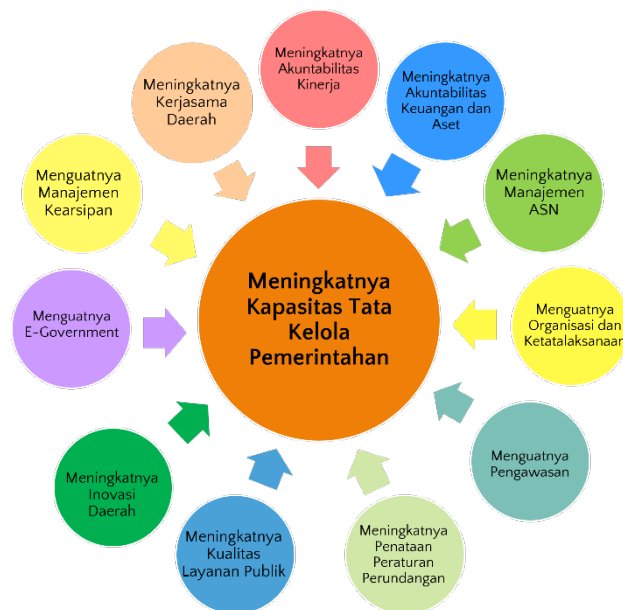 Meningkatnya
Akuntabilitas
Kinerja
Meningkatnya
Akuntabilitas
Keuangan dan
Aset
Meningkatnya
Manajemen
ASN
Menguatnya
Organisasi dan
Ketatalaksanaan
Menguatnya
Pengawasan
Meningkatnya
Penataan
Peraturan
Perundangan
Meningkatnya
Kualitas
Layanan Publik
Meningkatnya
Inovasi
Daerah
Menguatnya
E-Government
Menguatnya
Manajemen
Kearsipan
Meningkatnya
Kerjasama
Daerah
Meningkatnya
Kapasitas Tata
Kelola
Pemerintahan